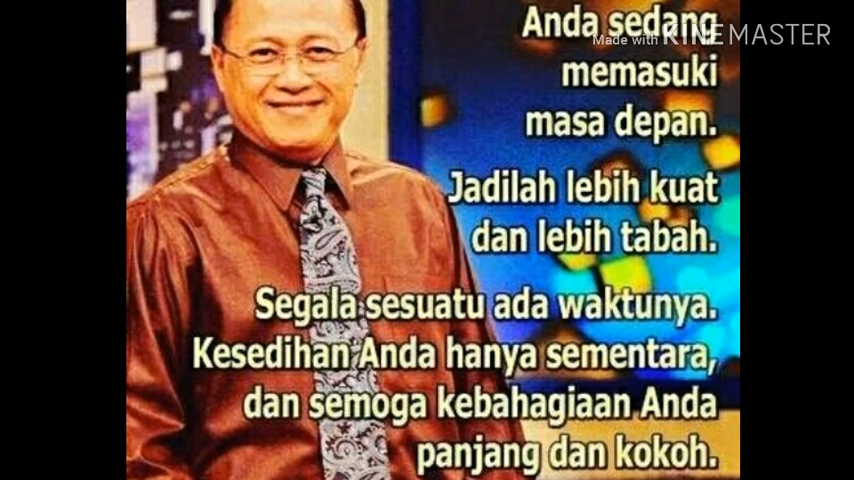 Anda sedang
Made with KINEMASTER
memasuki
masa depan.
Jadilah lebih kuat
dan lebih tabah.
Segala sesuatu ada waktunya.
Kesedihan Anda hanya sementara,
dan semoga kebahagiaan Anda
panjang dan kokoh.